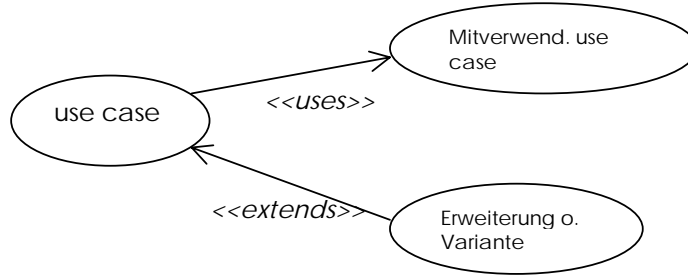 Mitverwend. use
case
use case
<<uses>>
<<extends>>
Erweiterung o.
Variante